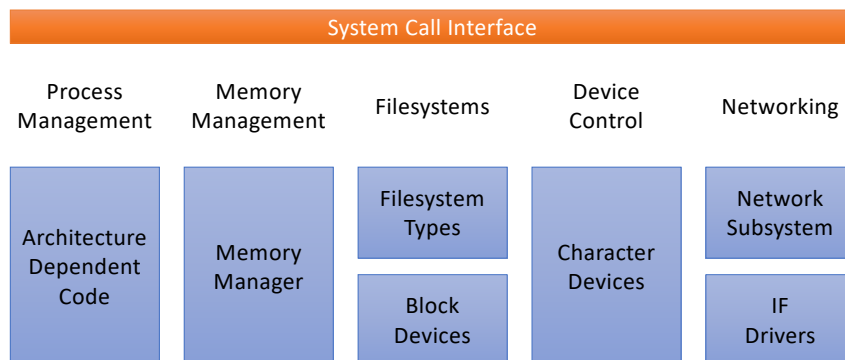 System Call Interface
Process
Management
Memory
Management
Filesystems
Device
Control
Networking
Architecture
Dependent
Code
Memory
Manager
Filesystem
Types
Block
Devices
Character
Devices
Network
Subsystem
IF
Drivers